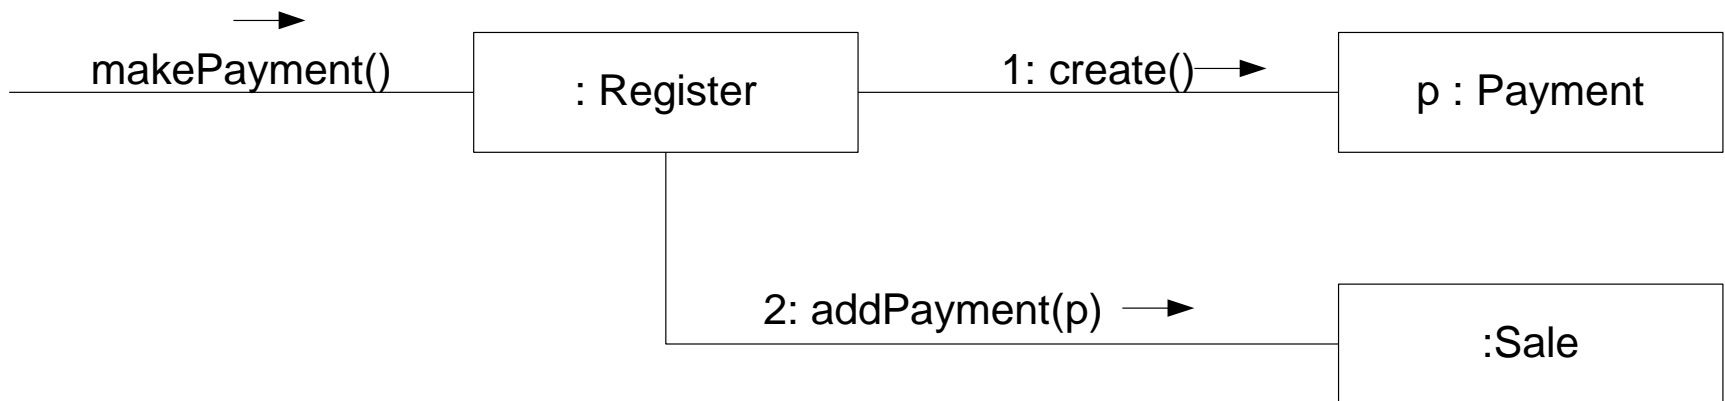 makePayment()
: Register
1: create()
p : Payment
2: addPayment(p)
:Sale